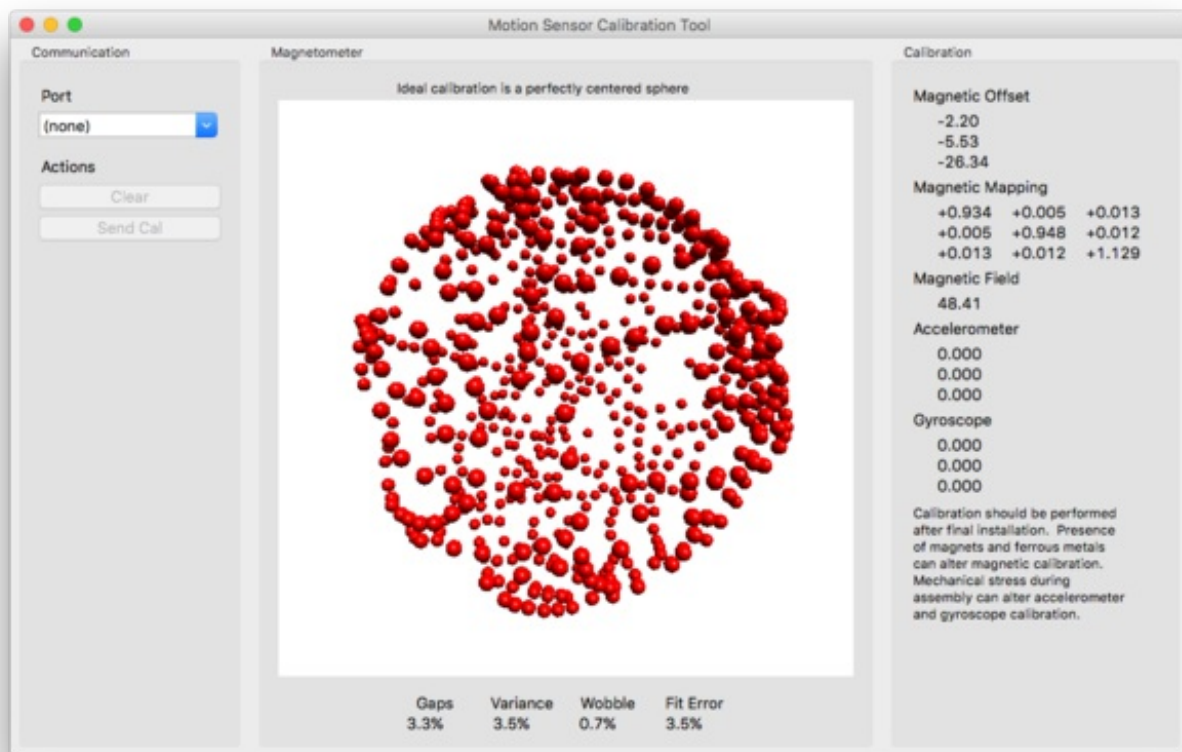 Motion Sensor Calibration Tool
Communication
Port
(none)
Actions
Clear
Send Cal
Magnetometer
Ideal calibration is a perfectly centered sphere
Gaps Variance Wobble Fit Error
3.3% 3.5% 0.7% 3.5%
Calibration
Magnetic Offset
-2.20
-5.53
-26.34
Magnetic Mapping
+0.934 +0.005 +0.013
+0.005 +0.948 +0.012
+0.013 +0.012 +1.129
Magnetic Field
48.41
Accelerometer
0.000
0.000
0.000
Gyroscope
0.000
0.000
0.000
Calibration should be performed
after final installation. Presence
of magnets and ferrous metals
can alter magnetic calibration.
Mechanical stress during
assembly can alter accelerometer
and gyroscope calibration.